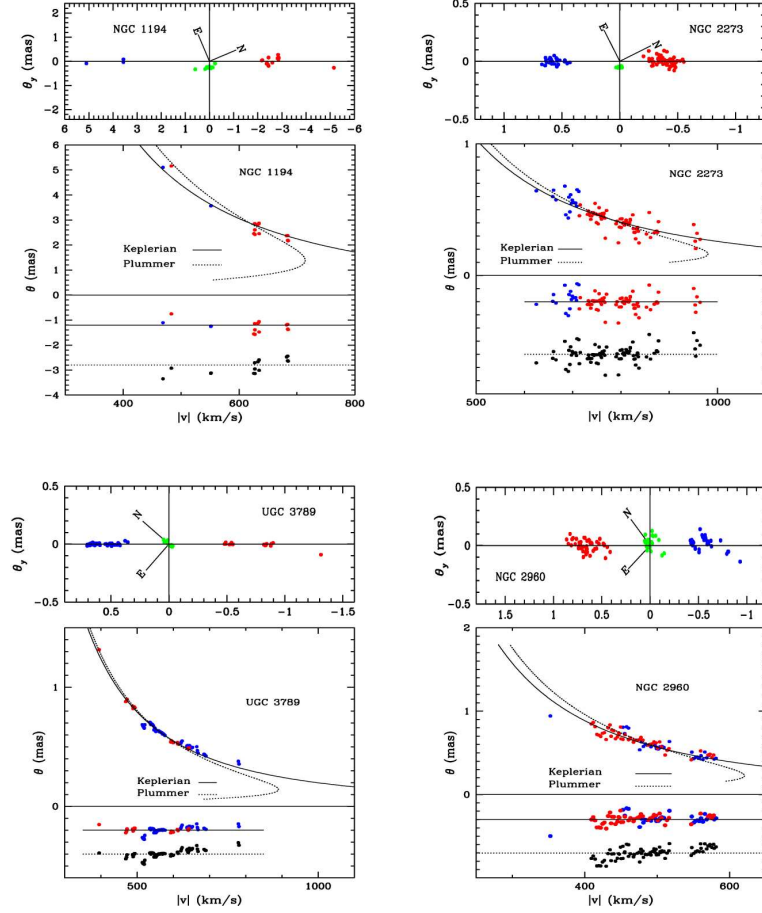 NGC 1194
E
N
θy (mas)
2
1
0
-1
-2
6 5 4 3 2 1 0 -1 -2 -3 -4 -5 -6
NGC 1194
Keplerian
Plummer
θ (mas)
6
5
4
3
2
1
0
-1
-2
-3
-4
400 600 800
|v| (km/s)
NGC 2273
E
N
θy (mas)
0.5
0
-0.5
1 0.5 0 -0.5 -1
NGC 2273
Keplerian
Plummer
θ (mas)
1
0
500 1000
|v| (km/s)
UGC 3789
N
E
θy (mas)
0.5
0
-0.5
0.5 0 -0.5 -1 -1.5
UGC 3789
Keplerian
Plummer
θ (mas)
1
0
500 1000
|v| (km/s)
N
E
NGC 2960
θy (mas)
0.5
0
-0.5
1.5 1 0.5 0 -0.5 -1
NGC 2960
Keplerian
Plummer
θ (mas)
2
1
0
-1
400 600
|v| (km/s)